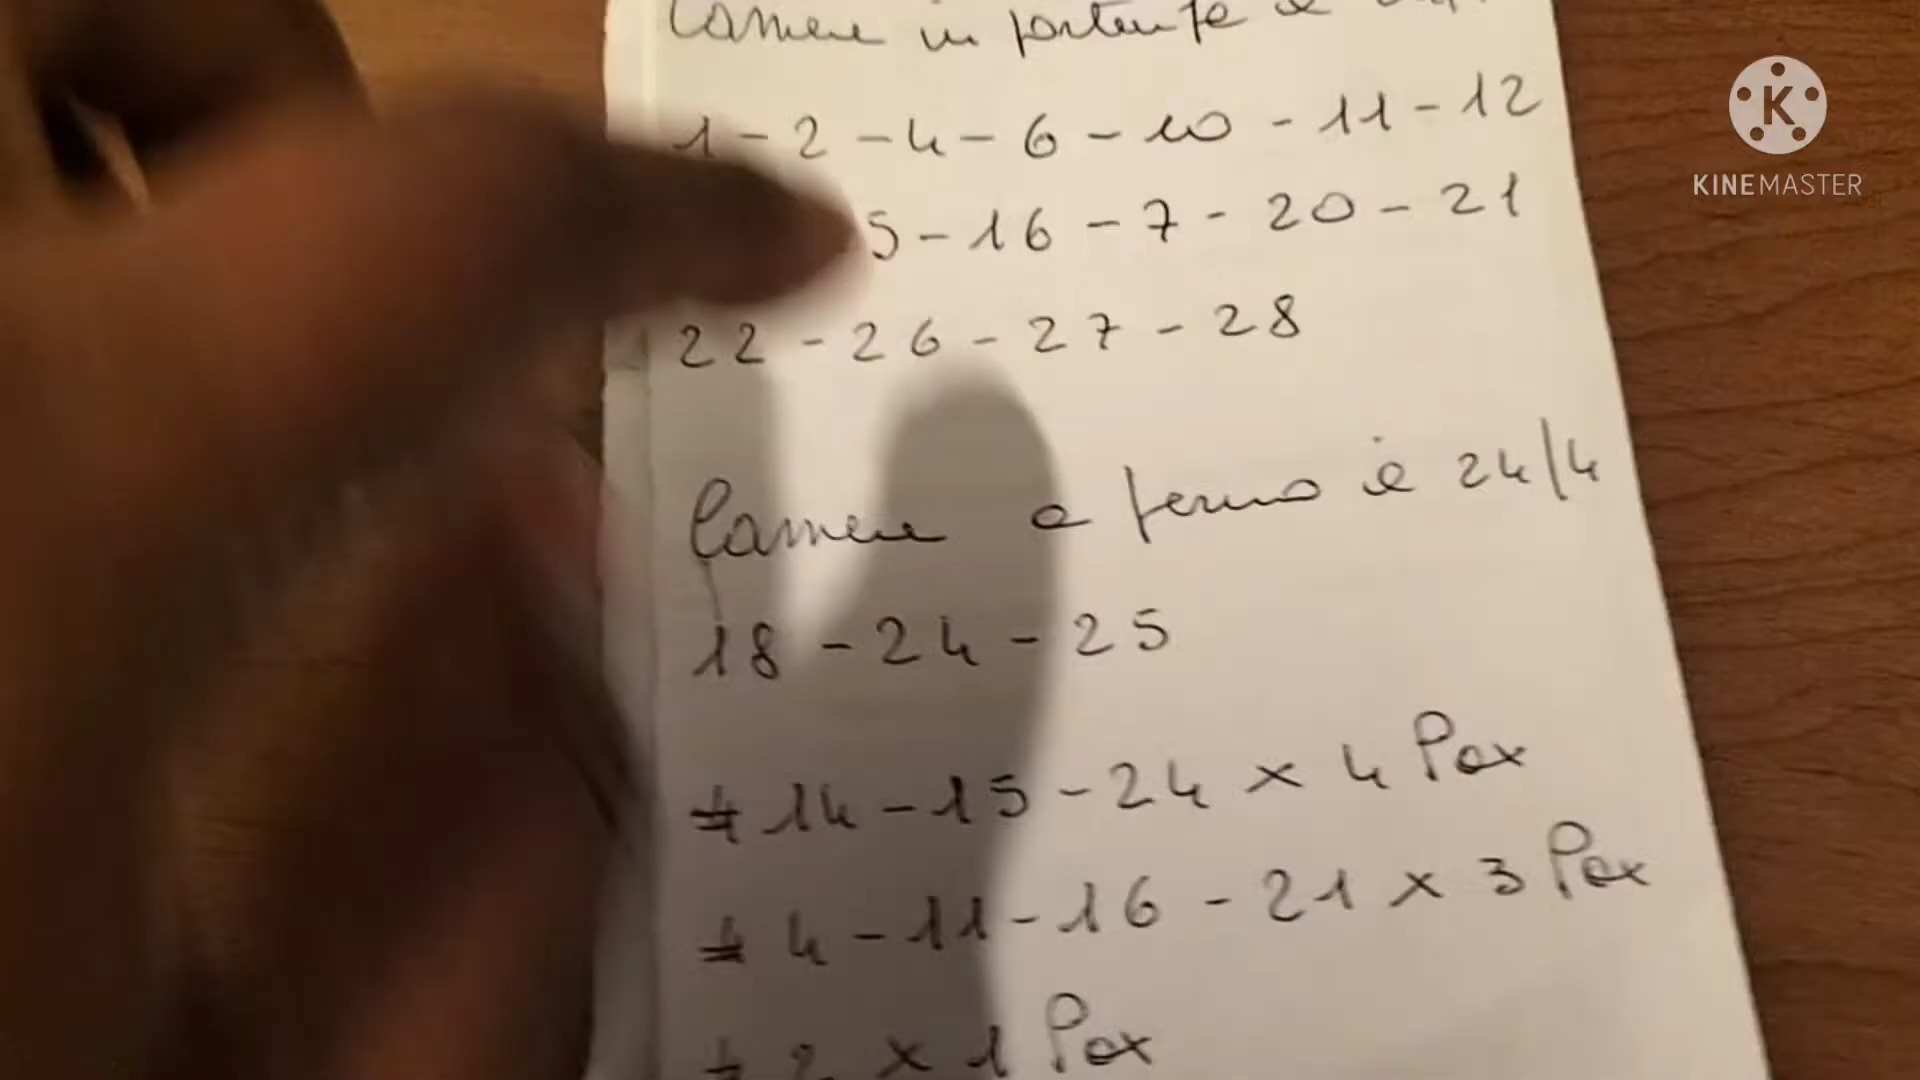 Camere in partenza è
1 - 2 - 4 - 6 - 10 - 11 - 12
5 - 16 - 7 - 20 - 21
22 - 26 - 27 - 28
Camere a fermo è 24/4
18 - 24 - 25
# 14 - 15 - 24 x 4 Pax
# 4 - 11 - 16 - 21 x 3 Pax
# 2 x 1 Pax
KINEMASTER